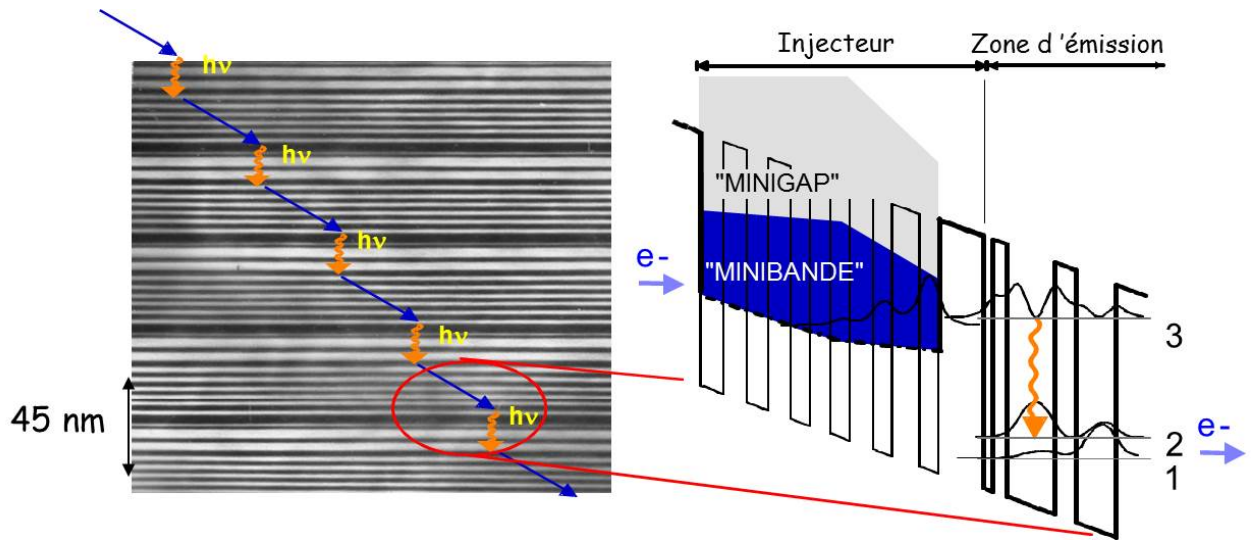 hν
hν
hν
hν
hν
45 nm
Injecteur
Zone d 'émission
"MINIGAP"
"MINIBANDE"
e-
3
2
1
e-